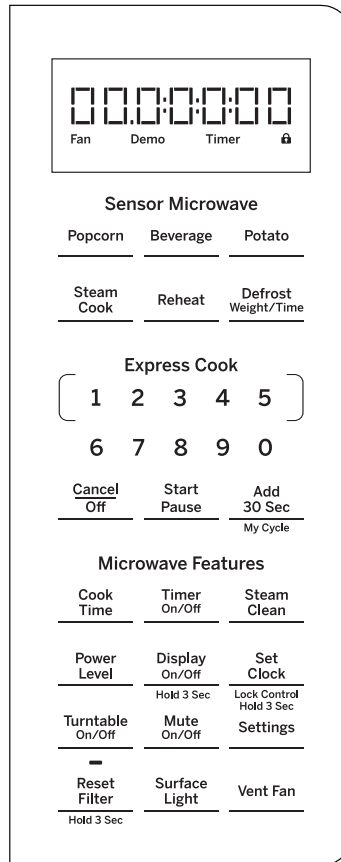 00.0:0:0:00
Fan Demo Timer
Sensor Microwave
Popcorn Beverage Potato
Steam Cook
Reheat
Defrost
Weight/Time
Express Cook
1 2 3 4 5
6 7 8 9 0
Cancel
Off
Start
Pause
Add
30 Sec
My Cycle
Microwave Features
Cook
Time
Timer
On/Off
Steam
Clean
Power
Level
Display
On/Off
Hold 3 Sec
Set
Clock
Lock Control
Hold 3 Sec
Turntable
On/Off
Mute
On/Off
Settings
Reset
Filter
Hold 3 Sec
Surface
Light
Vent Fan